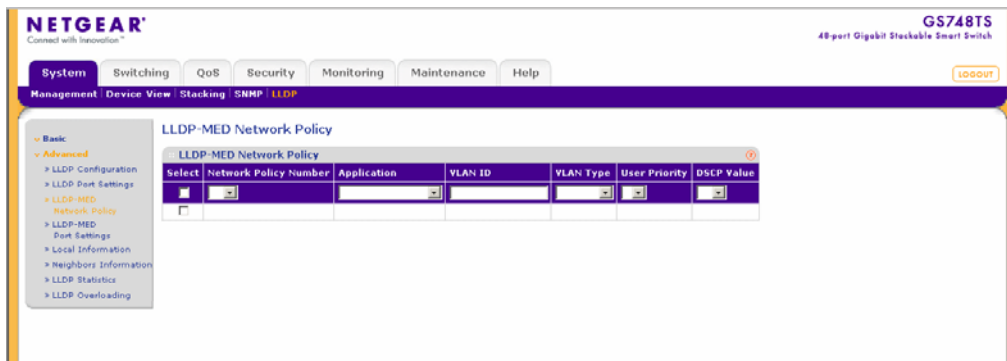 NETGEAR®
Connect with Innovation™
GS748TS
48-port Gigabit Stackable Smart Switch
System Switching QoS Security Monitoring Maintenance Help
LOGOUT
Management Device View Stacking SNMP LLDP
Basic
Advanced
» LLDP Configuration
» LLDP Port Settings
» LLDP-MED
Network Policy
» LLDP-MED
Port Settings
» Local Information
» Neighbors Information
» LLDP Statistics
» LLDP Overloading
LLDP-MED Network Policy
LLDP-MED Network Policy
Select Network Policy Number Application VLAN ID VLAN Type User Priority DSCP Value